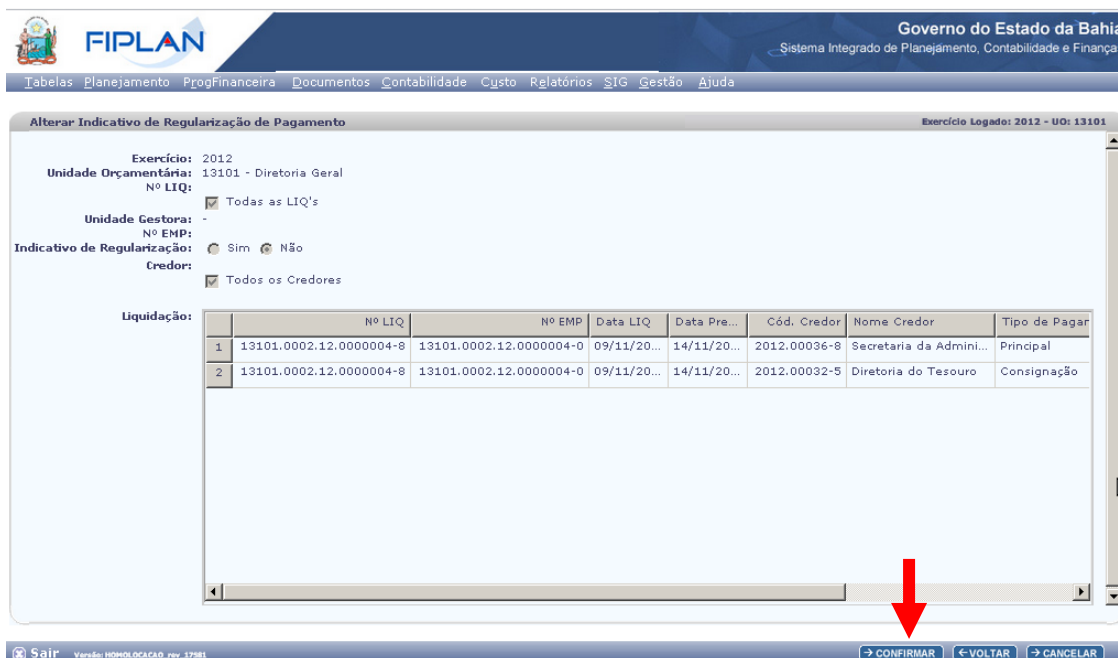 FIPLAN
Governo do Estado da Bahia
Sistema Integrado de Planejamento, Contabilidade e Finança
Tabelas Planejamento ProgFinanceira Documentos Contabilidade Custo Relatórios SIG Gestão Ajuda
Alterar Indicativo de Regularização de Pagamento Exercício Logado: 2012 - UO: 13101
Exercício: 2012
Unidade Orçamentária: 13101 - Diretoria Geral
Nº LIQ:
Todas as LIQ's
Unidade Gestora: -
Nº EMP:
Indicativo de Regularização: Sim Não
Credor:
Todos os Credores
Liquidação:
Nº LIQ Nº EMP Data LIQ Data Pre... Cód. Credor Nome Credor Tipo de Pagar
1 13101.0002.12.0000004-8 13101.0002.12.0000004-0 09/11/20... 14/11/20... 2012.00036-8 Secretaria da Admini... Principal
2 13101.0002.12.0000004-8 13101.0002.12.0000004-0 09/11/20... 14/11/20... 2012.00032-5 Diretoria do Tesouro Consignação
Sair Versão: HOMOLOCACAO_rev_17581
CONFIRMAR VOLTAR CANCELAR